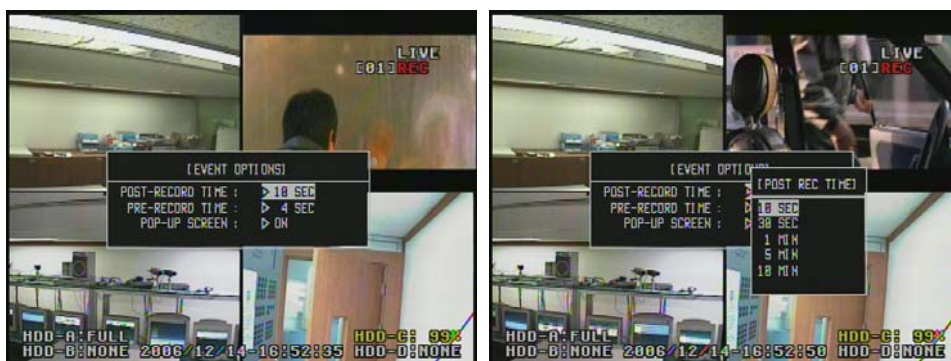 LIVE
[01]REC
[EVENT OPTIONS]
POST-RECORD TIME : ▷ 10 SEC
PRE-RECORD TIME : ▷ 4 SEC
POP-UP SCREEN : ▷ ON
HDD-A:FULL
HDD-C: 99%
HDD-B:NONE 2006/12/14-16:52:35 HDD-D:NONE
LIVE
[01]REC
[EVENT OPTIONS]
POST-RECORD TIME :
PRE-RECORD TIME :
POP-UP SCREEN :
[POST REC TIME]
10 SEC
30 SEC
1 MIN
5 MIN
10 MIN
HDD-A:FULL
HDD-C: 99%
HDD-B:NONE 2006/12/14-16:52:50 HDD-D:NONE